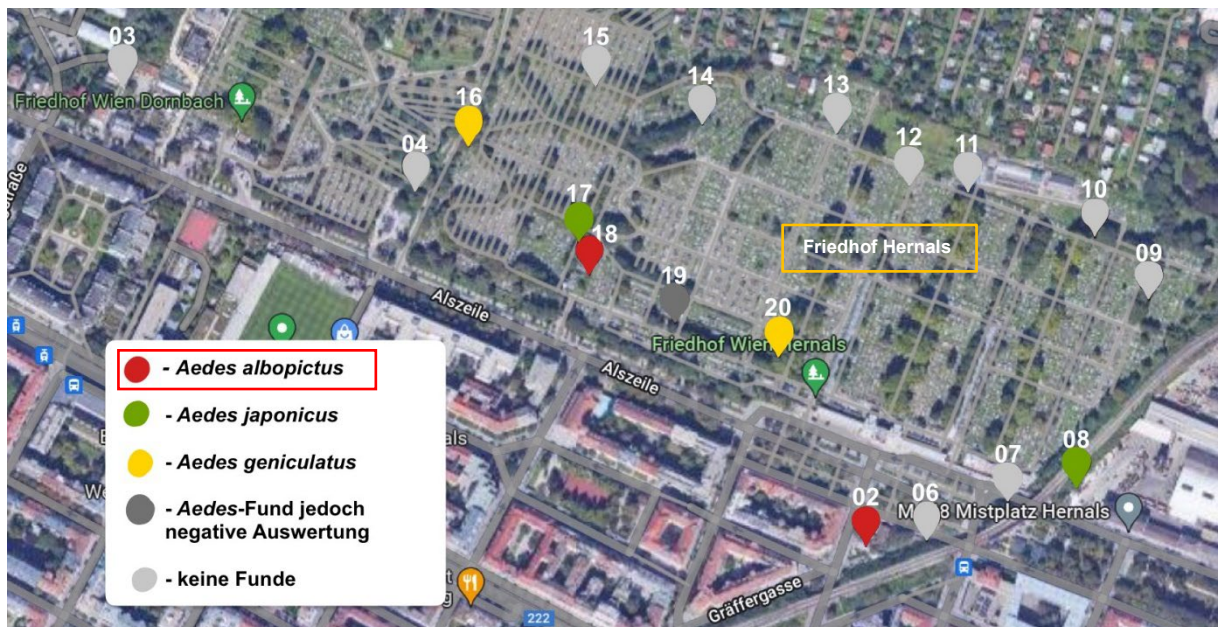 03
15
14
13
Friedhof Wien Dornbach
16
04
12
11
10
17
18
Friedhof Hernals
09
19
Alszeile
20
Friedhof Wien Hernals
Alszeile
- Aedes albopictus
- Aedes japonicus
- Aedes geniculatus
- Aedes-Fund jedoch
negative Auswertung
- keine Funde
07
08
02
06
Mistplatz Hernals
Gräffergasse
222